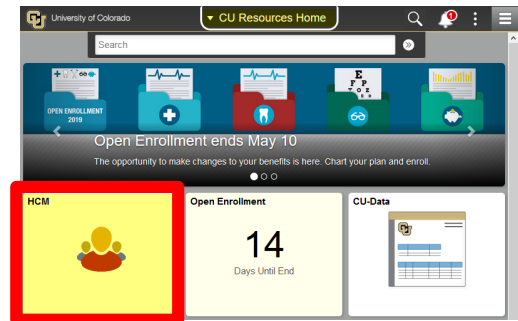 CU
University of Colorado
CU Resources Home
1
Search
OPEN ENROLLMENT
2019
E
F P
T O Z
Open Enrollment ends May 10
The opportunity to make changes to your benefits is here. Chart your plan and enroll.
HCM
Open Enrollment
CU-Data
14
Days Until End